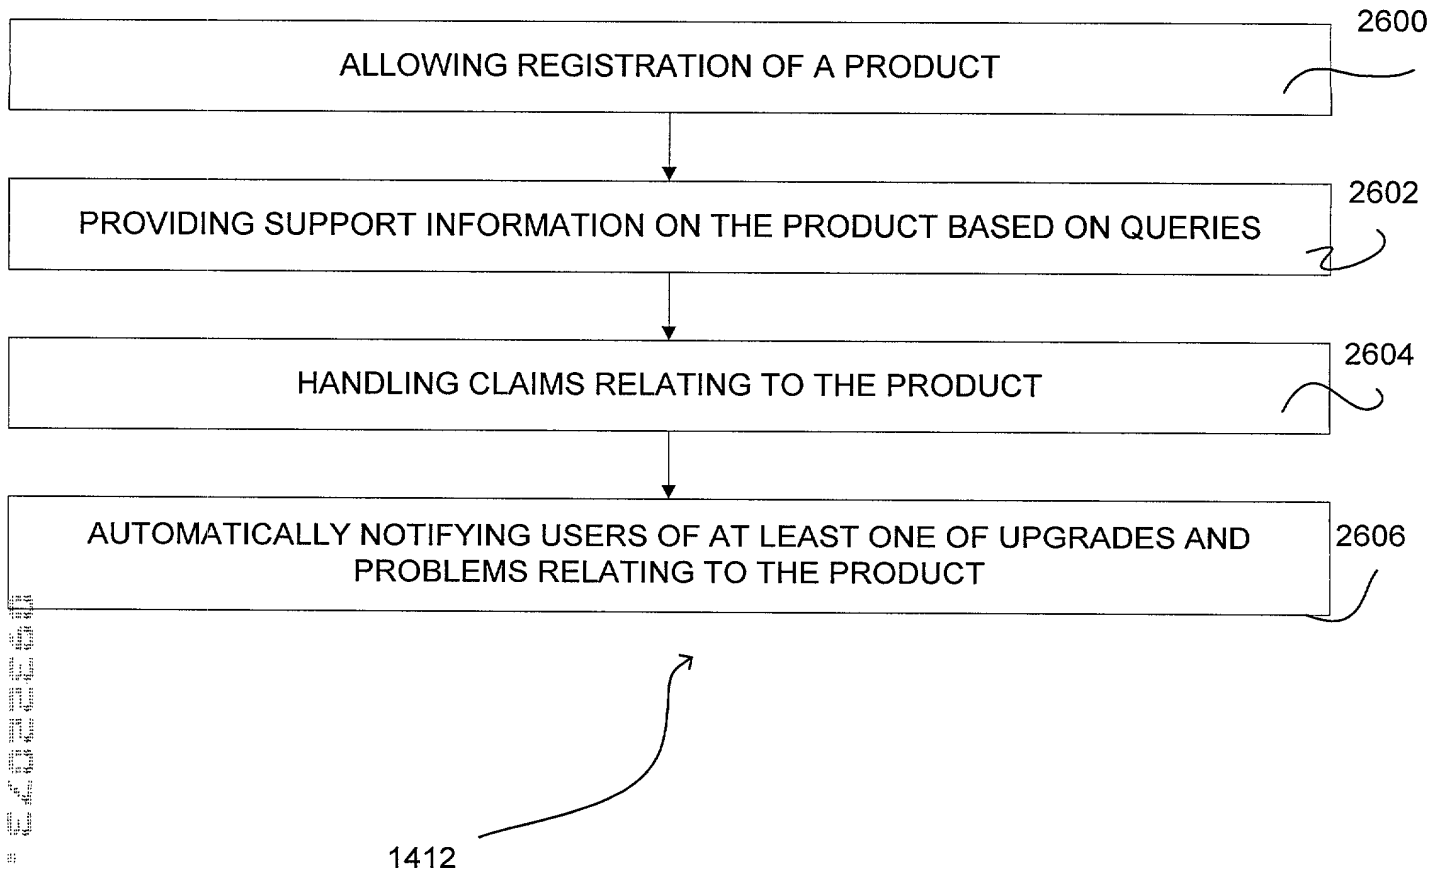 2600
ALLOWING REGISTRATION OF A PRODUCT
2602
PROVIDING SUPPORT INFORMATION ON THE PRODUCT BASED ON QUERIES
2604
HANDLING CLAIMS RELATING TO THE PRODUCT
2606
AUTOMATICALLY NOTIFYING USERS OF AT LEAST ONE OF UPGRADES AND
PROBLEMS RELATING TO THE PRODUCT
1412